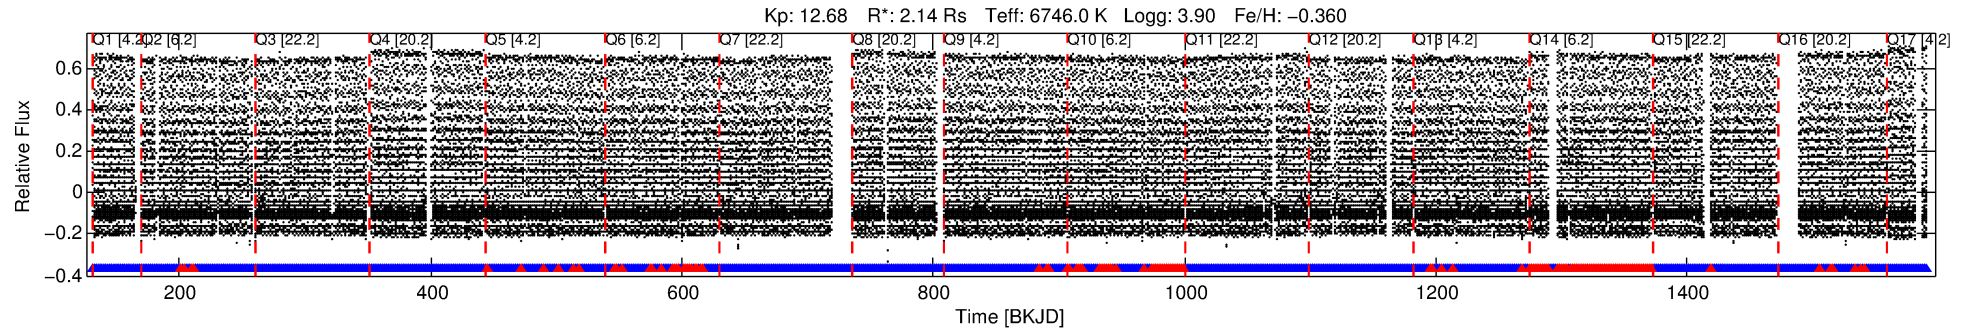 Kp: 12.68 R*: 2.14 Rs Teff: 6746.0 K Logg: 3.90 Fe/H: −0.360
Q1 [4.2] Q2 [6.2] Q3 [22.2] Q4 [20.2] Q5 [4.2] Q6 [6.2] Q7 [22.2] Q8 [20.2] Q9 [4.2] Q10 [6.2] Q11 [22.2] Q12 [20.2] Q13 [4.2] Q14 [6.2] Q15 [22.2] Q16 [20.2] Q17 [4.2]
0.6
0.4
0.2
0
−0.2
−0.4
Relative Flux
200 400 600 800 1000 1200 1400
Time [BKJD]